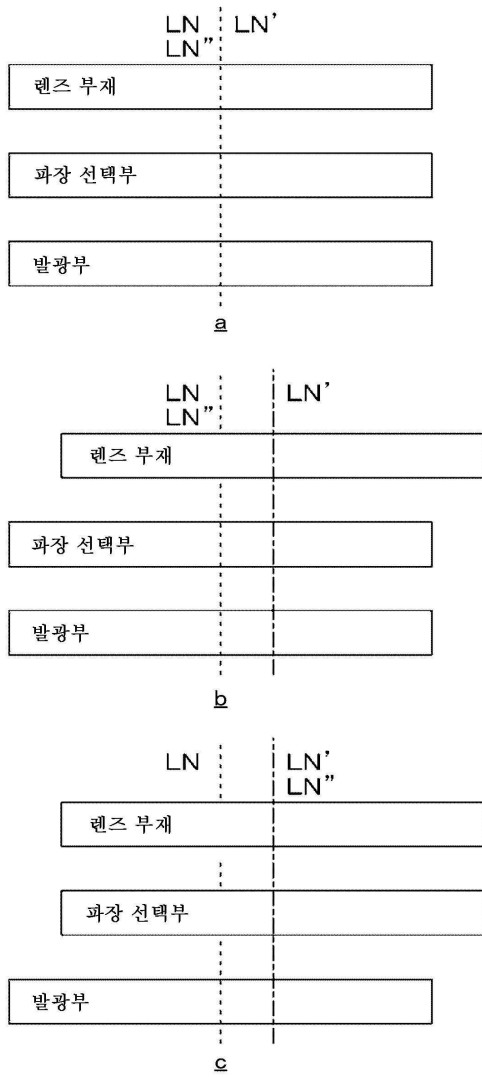 LN LN'
LN"
렌즈 부재
파장 선택부
발광부
a
LN LN'
LN"
렌즈 부재
파장 선택부
발광부
b
LN LN'
LN"
렌즈 부재
파장 선택부
발광부
c